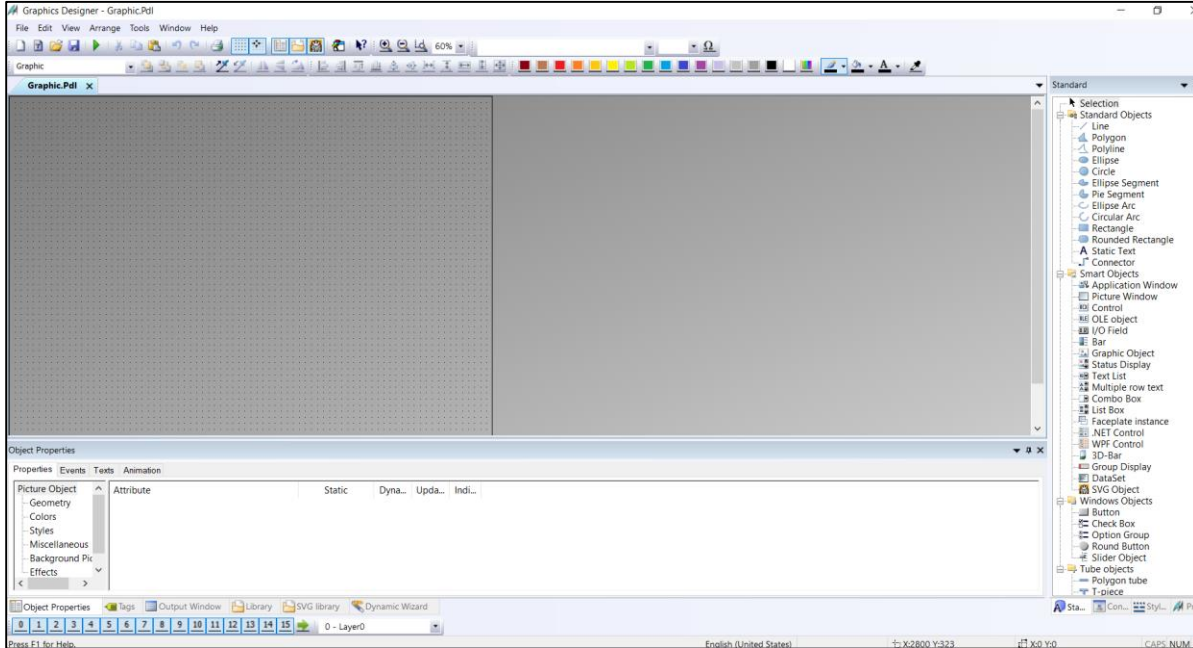 Graphics Designer - Graphic.Pdl
File Edit View Arrange Tools Window Help
60%
Graphic
Graphic.Pdl X
Standard
Selection
Standard Objects
Line
Polygon
Polyline
Ellipse
Circle
Ellipse Segment
Pie Segment
Ellipse Arc
Circular Arc
Rectangle
Rounded Rectangle
Static Text
Connector
Smart Objects
Application Window
Picture Window
Control
OLE object
I/O Field
Bar
Graphic Object
Status Display
Text List
Multiple row text
Combo Box
List Box
Faceplate instance
.NET Control
WPF Control
3D-Bar
Group Display
DataSet
SVG Object
Windows Objects
Button
Check Box
Option Group
Round Button
Slider Object
Tube objects
Polygon tube
T-piece
Sta... Con... Styl... P
Object Properties
Properties Events Texts Animation
Picture Object Attribute Static Dyna... Upda... Indi...
Geometry
Colors
Styles
Miscellaneous
Background Pic
Effects
Object Properties Tags Output Window Library SVG library Dynamic Wizard
0 1 2 3 4 5 6 7 8 9 10 11 12 13 14 15 0 - Layer0
Press F1 for Help. English (United States) X:2800 Y:323 X:0 Y:0 CAPS NUM